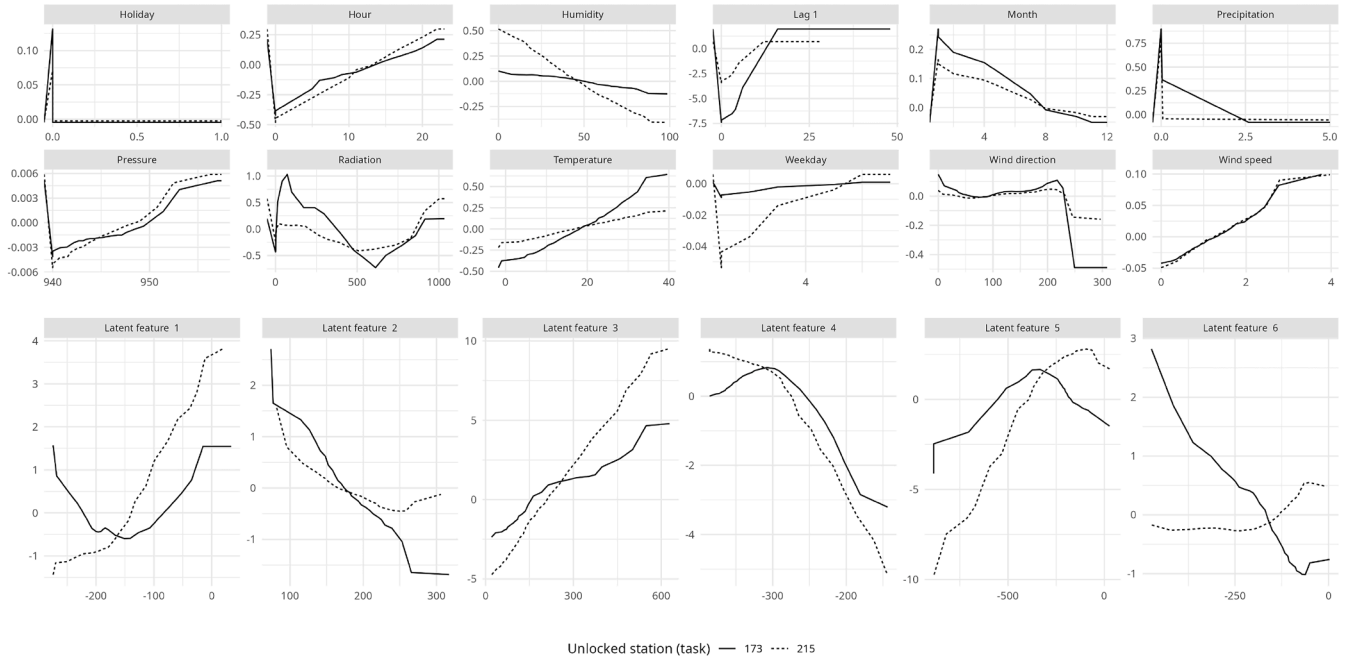 Holiday Hour Humidity Lag 1 Month Precipitation
0.10 0.05 0.00
0.0 0.5 1.0
0.25 0.00 -0.25 -0.50
0 10 20
0.50 0.25 0.00 -0.25
0 50 100
0.0 -2.5 -5.0 -7.5
0 25 50
0.2 0.1 0.0
4 8 12
0.75 0.50 0.25 0.00
0.0 2.5 5.0
Pressure Radiation Temperature Weekday Wind direction Wind speed
0.006 0.003 0.000 -0.003 -0.006
940 950
1.0 0.5 0.0 -0.5
0 500 1000
0.50 0.25 0.00 -0.25 -0.50
0 20 40
0.00 -0.02 -0.04
4
0.0 -0.2 -0.4
0 100 200 300
0.10 0.05 0.00 -0.05
0 2 4
Latent feature 1 Latent feature 2 Latent feature 3 Latent feature 4 Latent feature 5 Latent feature 6
4 3 2 1 0 -1
-200 -100 0
2 1 0 -1
100 200 300
10 5 0 -5
0 300 600
0 -2 -4
-300 -200
0 -5 -10
-500 0
3 2 1 0 -1
-250 0
Unlocked station (task) 173 215